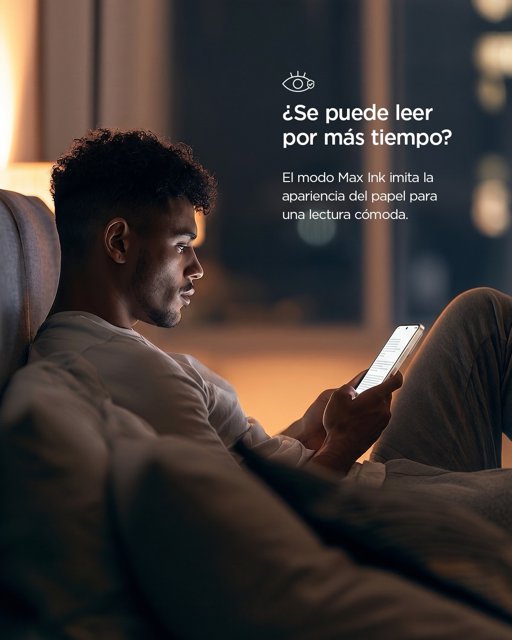 ¿Se puede leer
por más tiempo?
El modo Max Ink imita la
apariencia del papel para
una lectura cómoda.